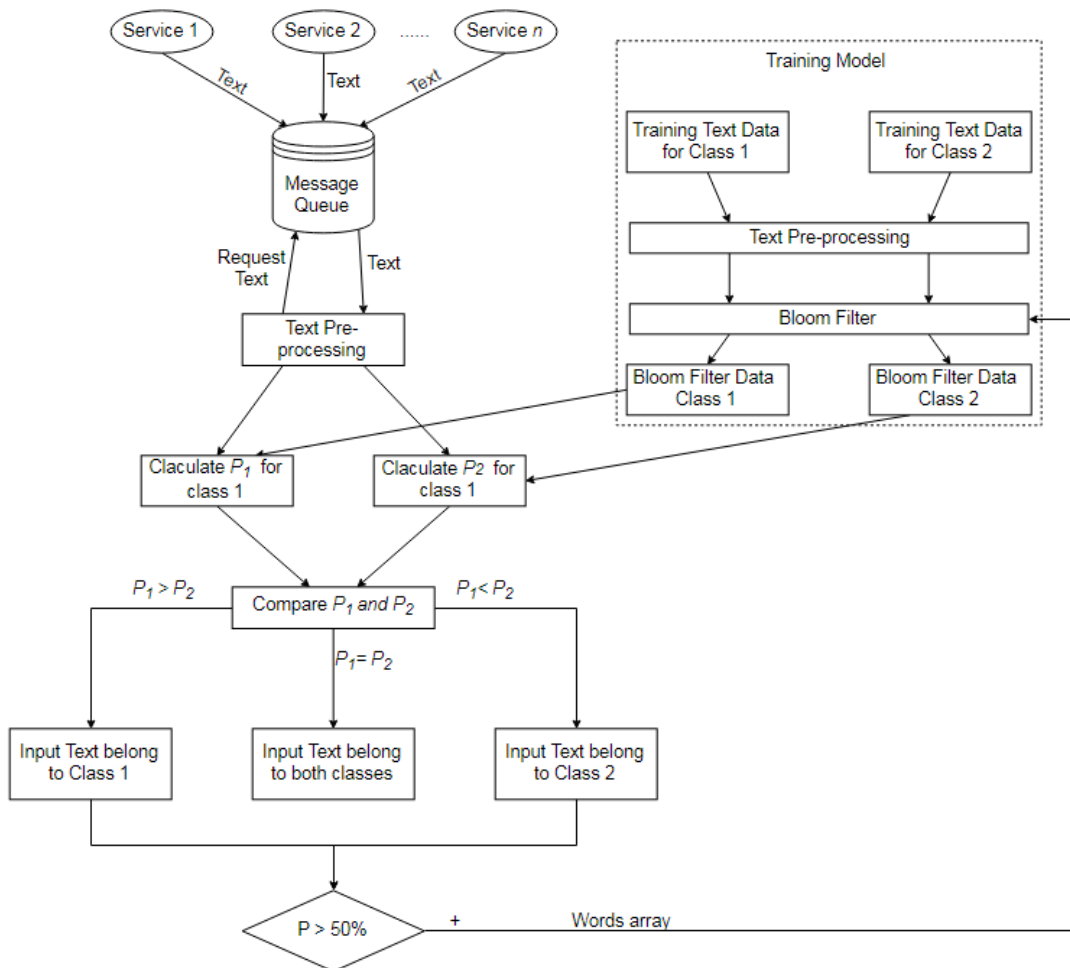 Service 1
Service 2
......
Service n
Text
Text
Text
Message
Queue
Request
Text
Text
Text Pre-
processing
Training Model
Training Text Data
for Class 1
Training Text Data
for Class 2
Text Pre-processing
Bloom Filter
Bloom Filter Data
Class 1
Bloom Filter Data
Class 2
Claculate P₁ for
class 1
Claculate P2 for
class 1
P₁ > P₂
Compare P₁ and P₂
P₁< P₂
P₁= P₂
Input Text belong
to Class 1
Input Text belong
to both classes
Input Text belong
to Class 2
P > 50%
+
Words array